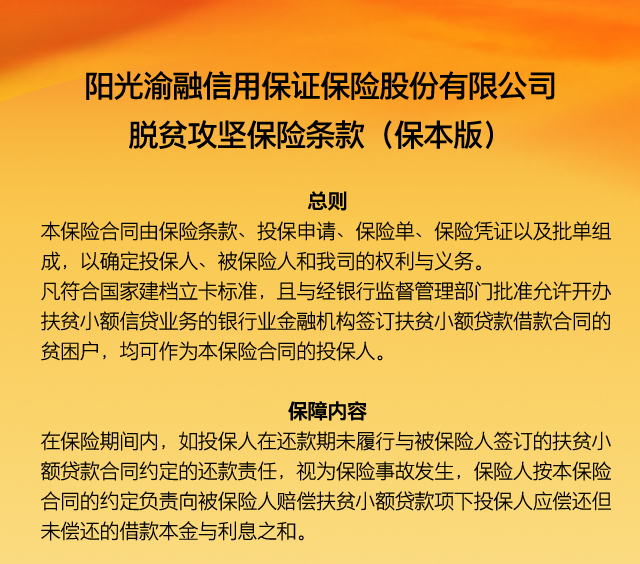 阳光渝融信用保证保险股份有限公司
脱贫攻坚保险条款（保本版）
总则
本保险合同由保险条款、投保申请、保险单、保险凭证以及批单组
成，以确定投保人、被保险人和我司的权利与义务。
凡符合国家建档立卡标准，且与经银行监督管理部门批准允许开办
扶贫小额信贷业务的银行业金融机构签订扶贫小额贷款借款合同的
贫困户，均可作为本保险合同的投保人。
保障内容
在保险期间内，如投保人在还款期未履行与被保险人签订的扶贫小
额贷款合同约定的还款责任，视为保险事故发生，保险人按本保险
合同的约定负责向被保险人赔偿扶贫小额贷款项下投保人应偿还但
未偿还的借款本金与利息之和。